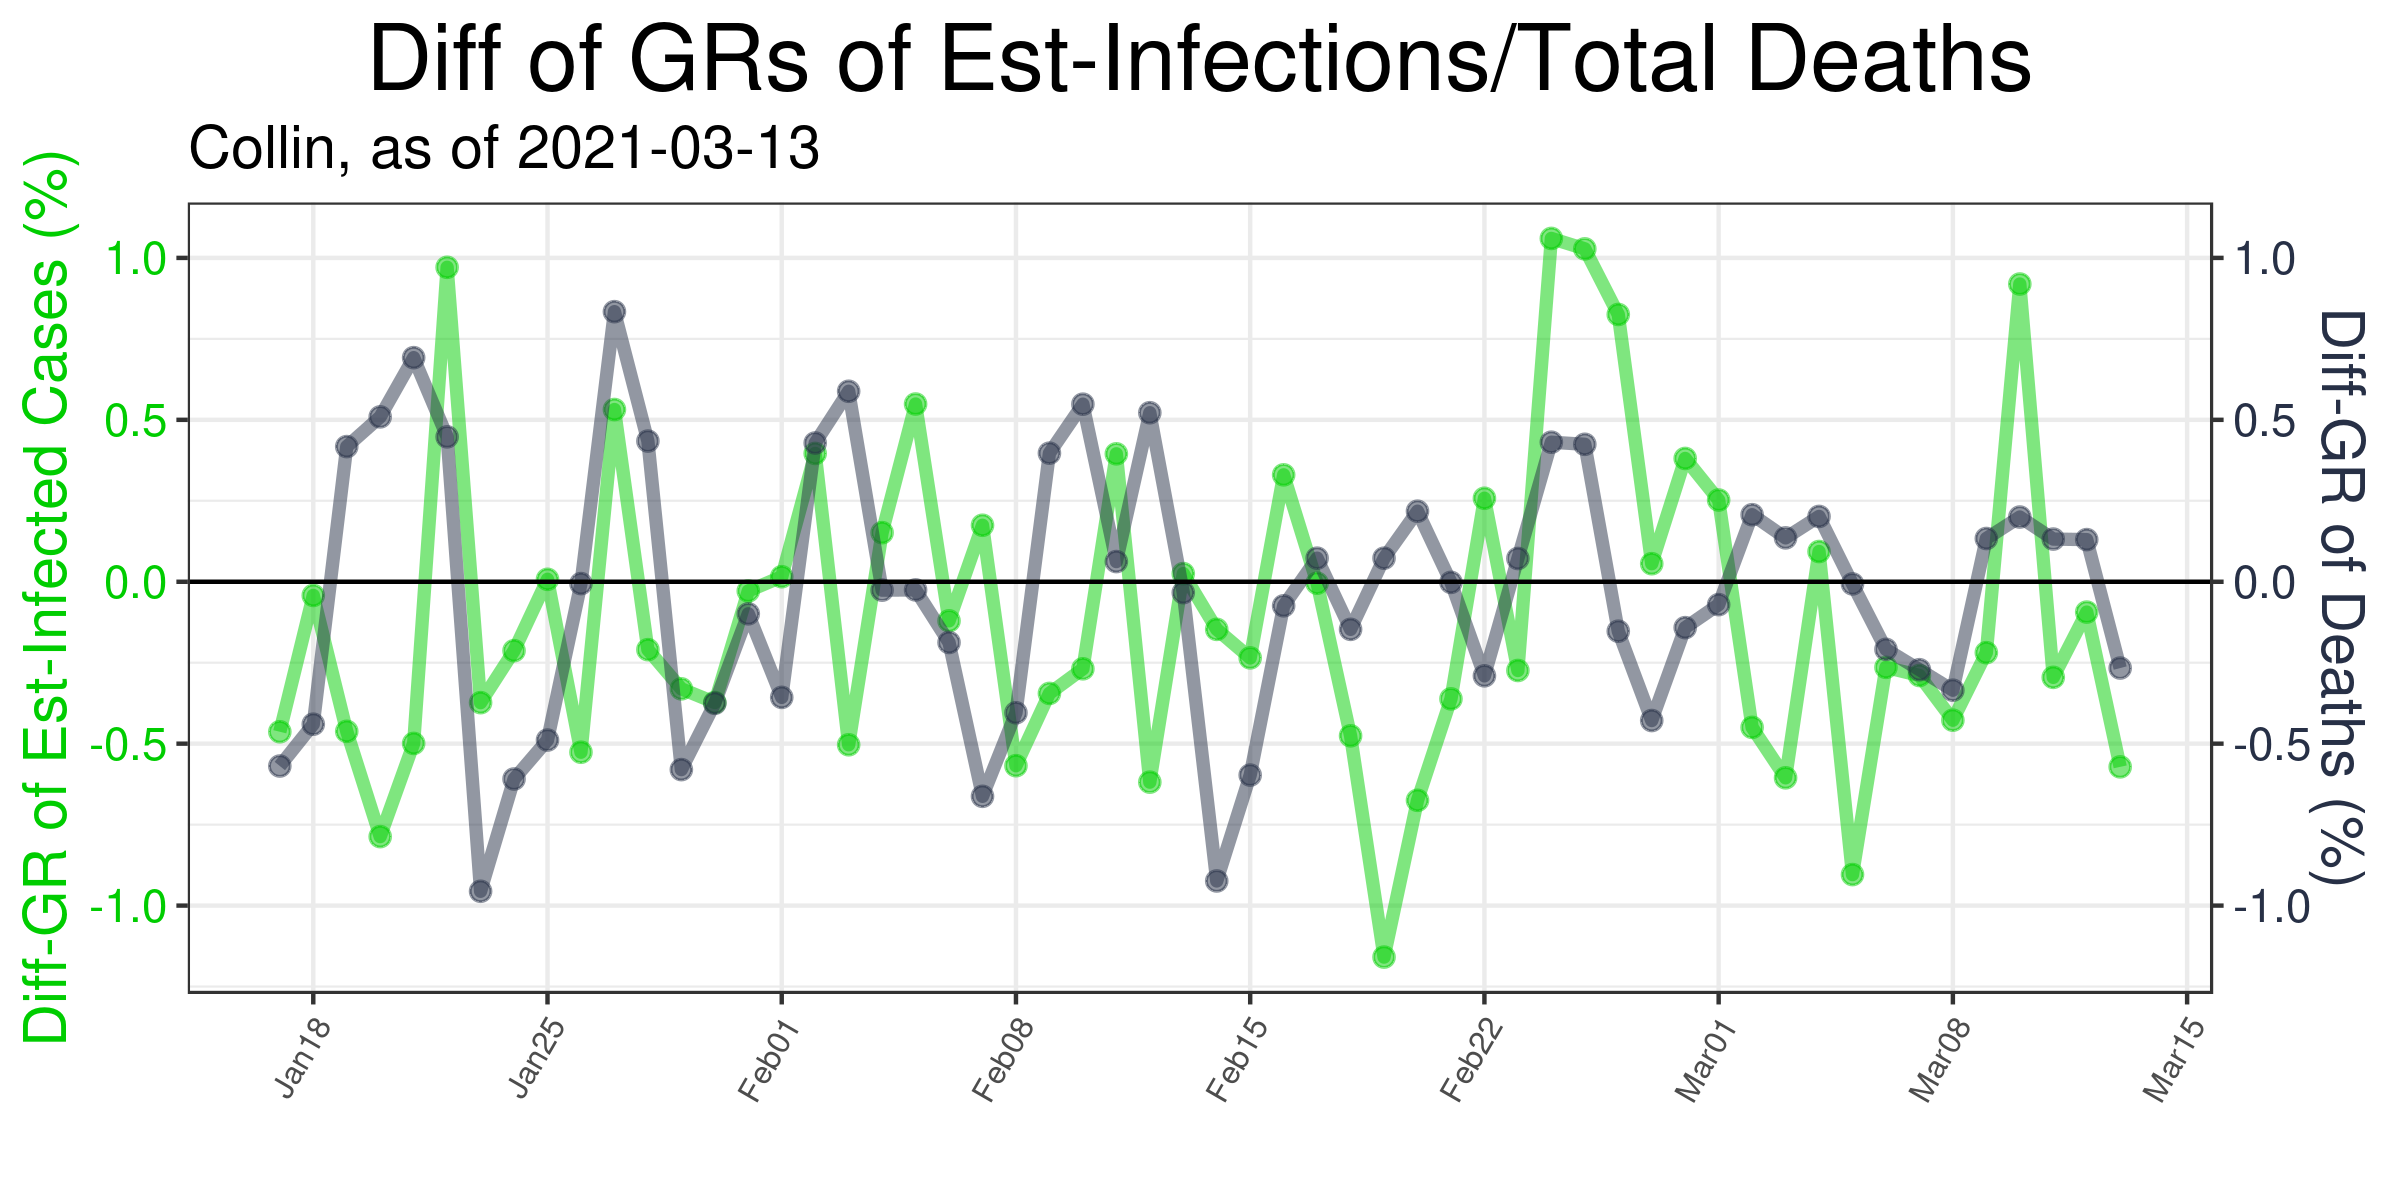 Diff of GRs of Est-Infections/Total Deaths
Collin, as of 2021-03-13
Diff-GR of Est-Infected Cases (%)
1.0
0.5
0.0
-0.5
-1.0
1.0
0.5
0.0
-0.5
-1.0
Diff-GR of Deaths (%)
Jan18
Jan25
Feb01
Feb08
Feb15
Feb22
Mar01
Mar08
Mar15